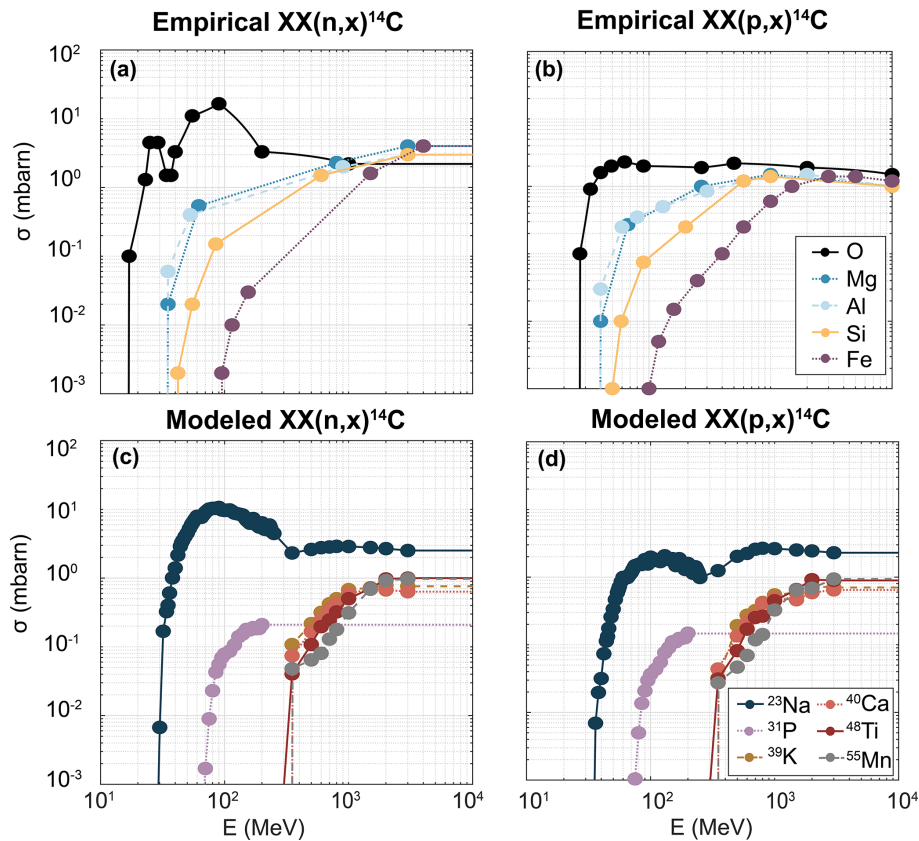 Empirical XX(n,x)¹⁴C
Empirical XX(p,x)¹⁴C
(a)
(b)
σ (mbarn)
10²
10¹
10⁰
10⁻¹
10⁻²
10⁻³
O
Mg
Al
Si
Fe
Modeled XX(n,x)¹⁴C
Modeled XX(p,x)¹⁴C
(c)
(d)
σ (mbarn)
10²
10¹
10⁰
10⁻¹
10⁻²
10⁻³
²³Na
³¹P
³⁹K
⁴⁰Ca
⁴⁸Ti
⁵⁵Mn
10¹ 10² 10³ 10⁴
10¹ 10² 10³ 10⁴
E (MeV)
E (MeV)